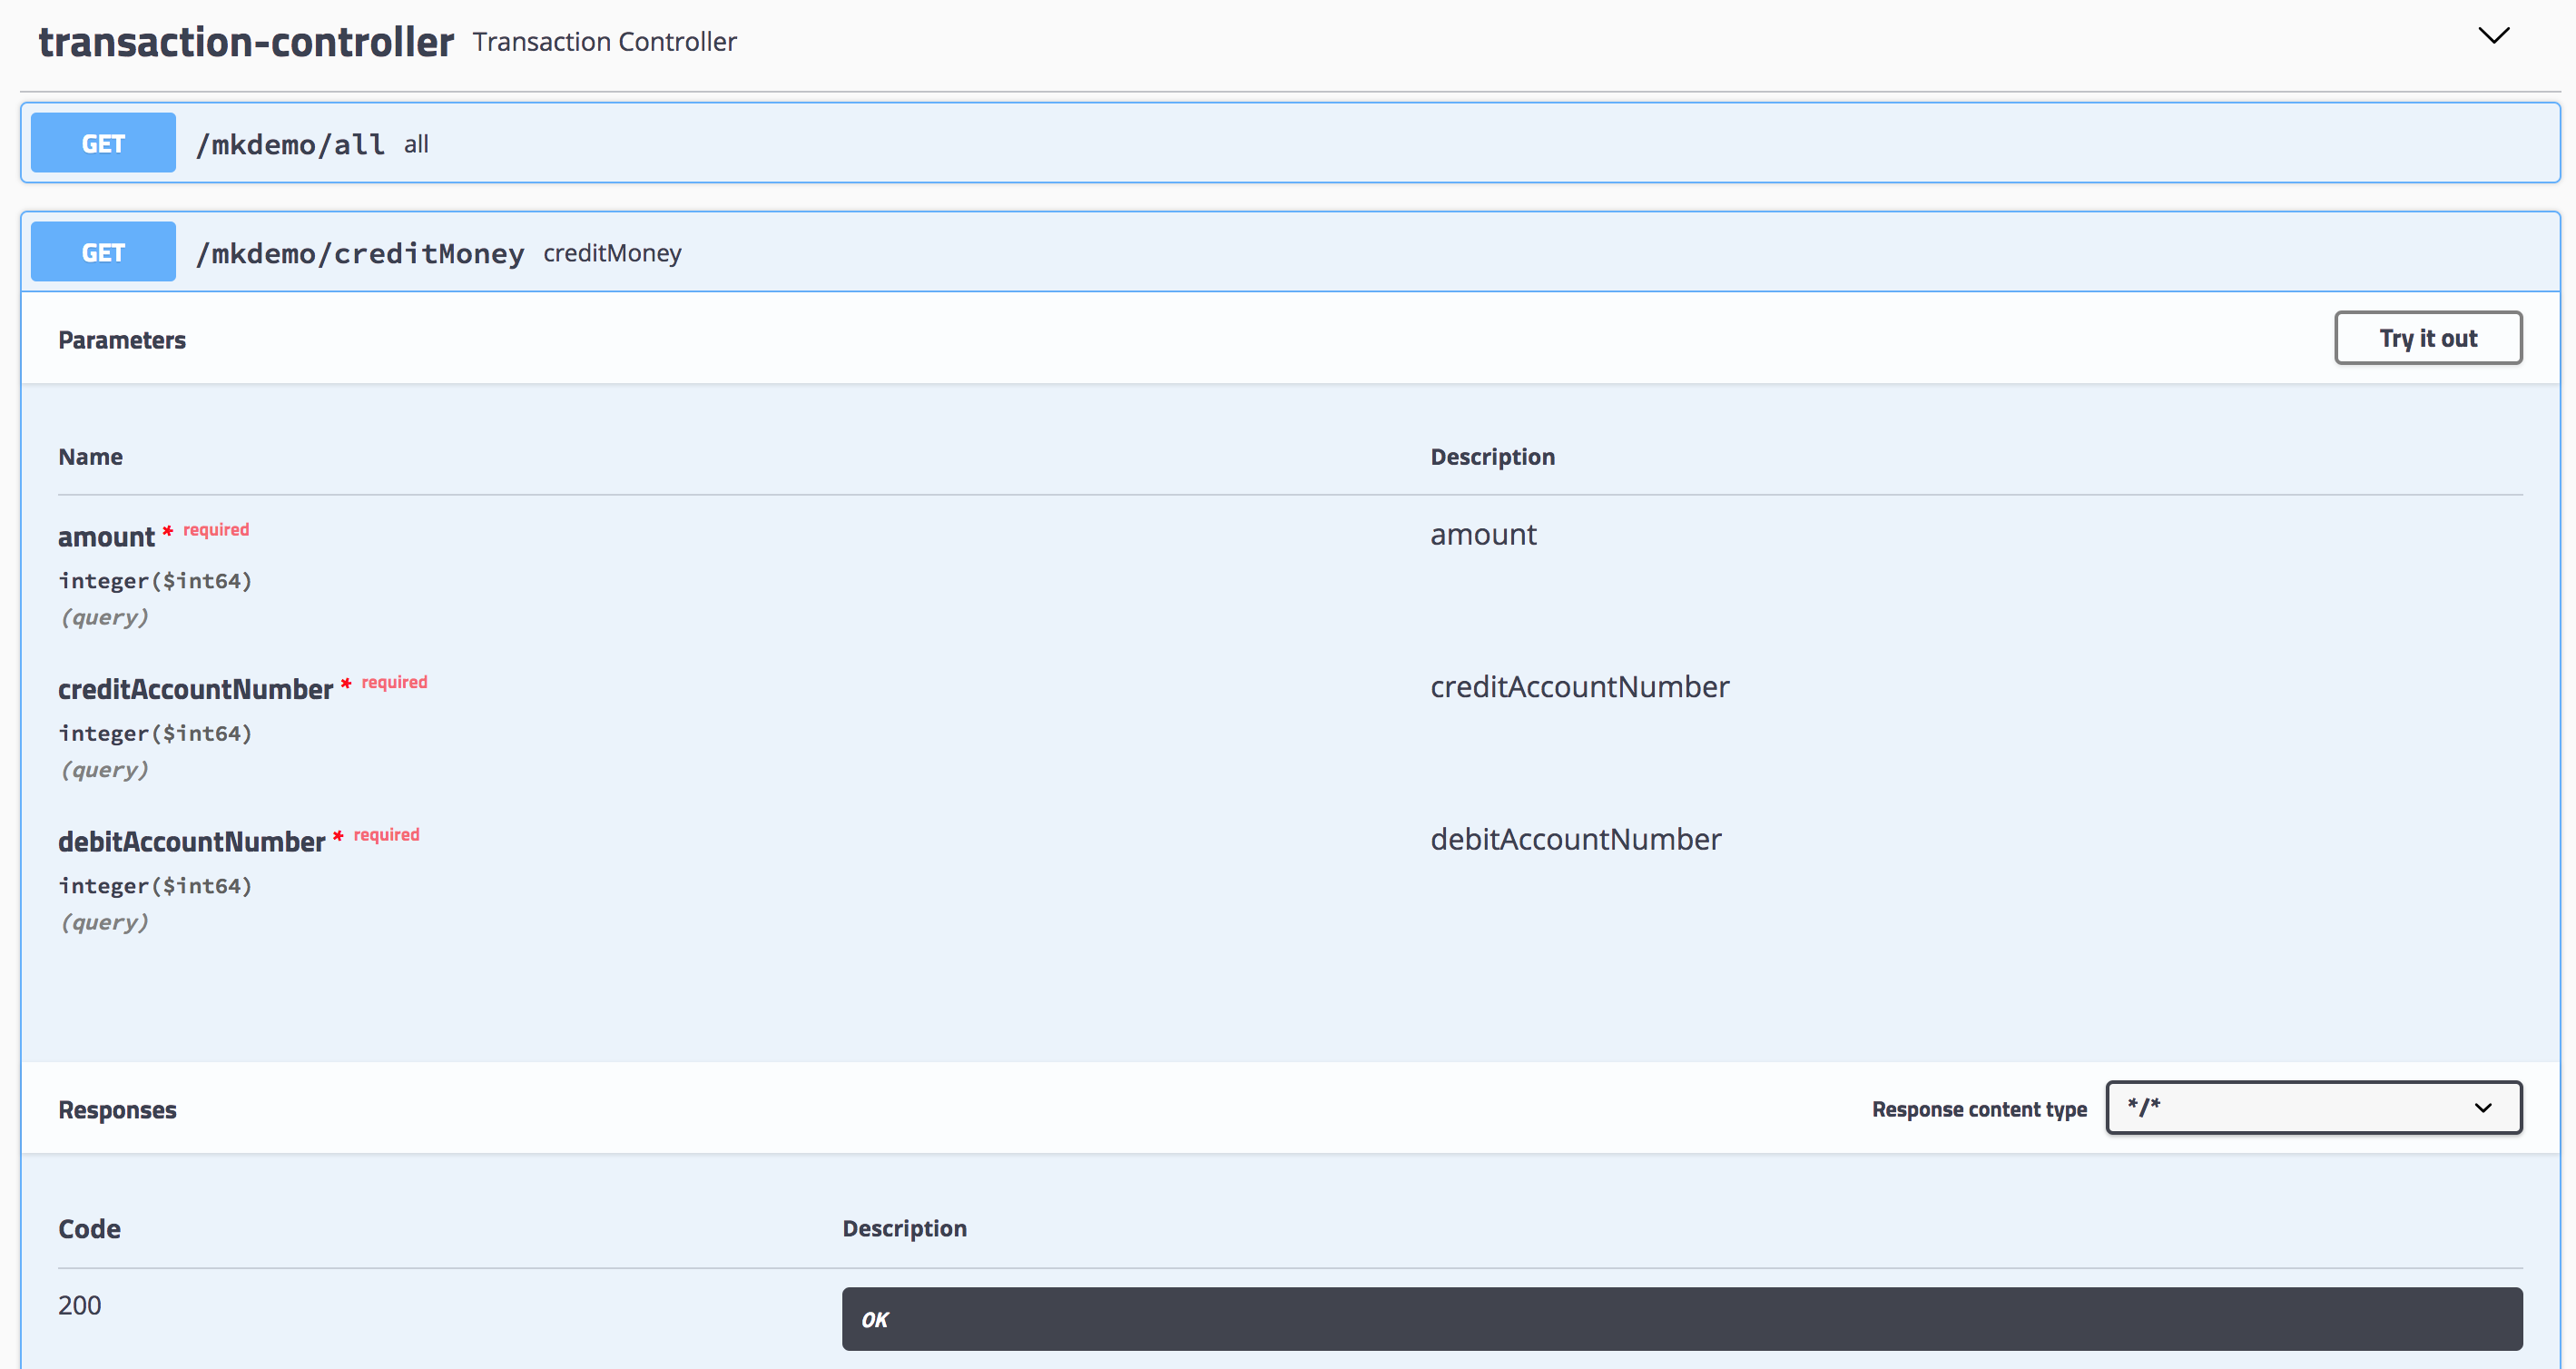 transaction-controller Transaction Controller
GET /mkdemo/all all
GET /mkdemo/creditMoney creditMoney
Parameters Try it out
Name Description
amount * required amount
integer($int64)
(query)
creditAccountNumber * required creditAccountNumber
integer($int64)
(query)
debitAccountNumber * required debitAccountNumber
integer($int64)
(query)
Responses Response content type */*
Code Description
200 OK